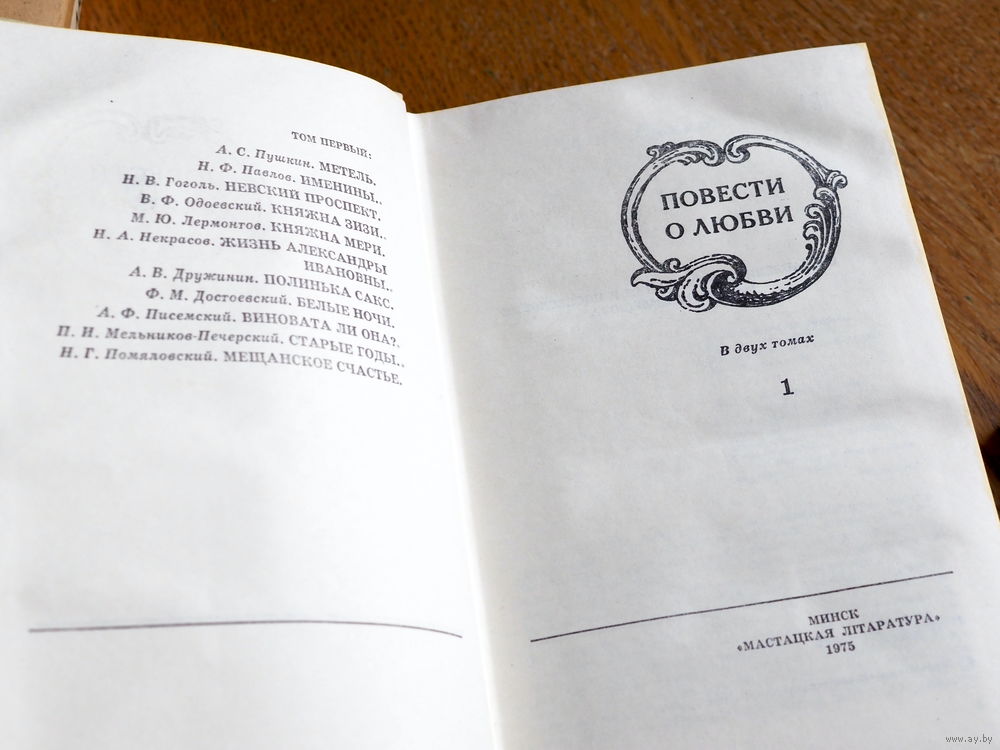 ТОМ ПЕРВЫЙ:
А. С. Пушкин. МЕТЕЛЬ.
Н. Ф. Павлов. ИМЕНИНЫ..
Н. В. Гоголь. НЕВСКИЙ ПРОСПЕКТ.
В. Ф. Одоевский. КНЯЖНА ЗИЗИ..
М. Ю. Лермонтов. КНЯЖНА МЕРИ.
Н. А. Некрасов. ЖИЗНЬ АЛЕКСАНДРЫ
ИВАНОВНЫ..
А. В. Дружинин. ПОЛИНЬКА САКС.
Ф. М. Достоевский. БЕЛЫЕ НОЧИ.
А. Ф. Писемский. ВИНОВАТА ЛИ ОНА?.
П. И. Мельников-Печерский. СТАРЫЕ ГОДЫ..
Н. Г. Помяловский. МЕЩАНСКОЕ СЧАСТЬЕ.
ПОВЕСТИ
О ЛЮБВИ
В двух томах
1
МИНСК
«МАСТАЦКАЯ ЛІТАРАТУРА»
1975
www.ay.by